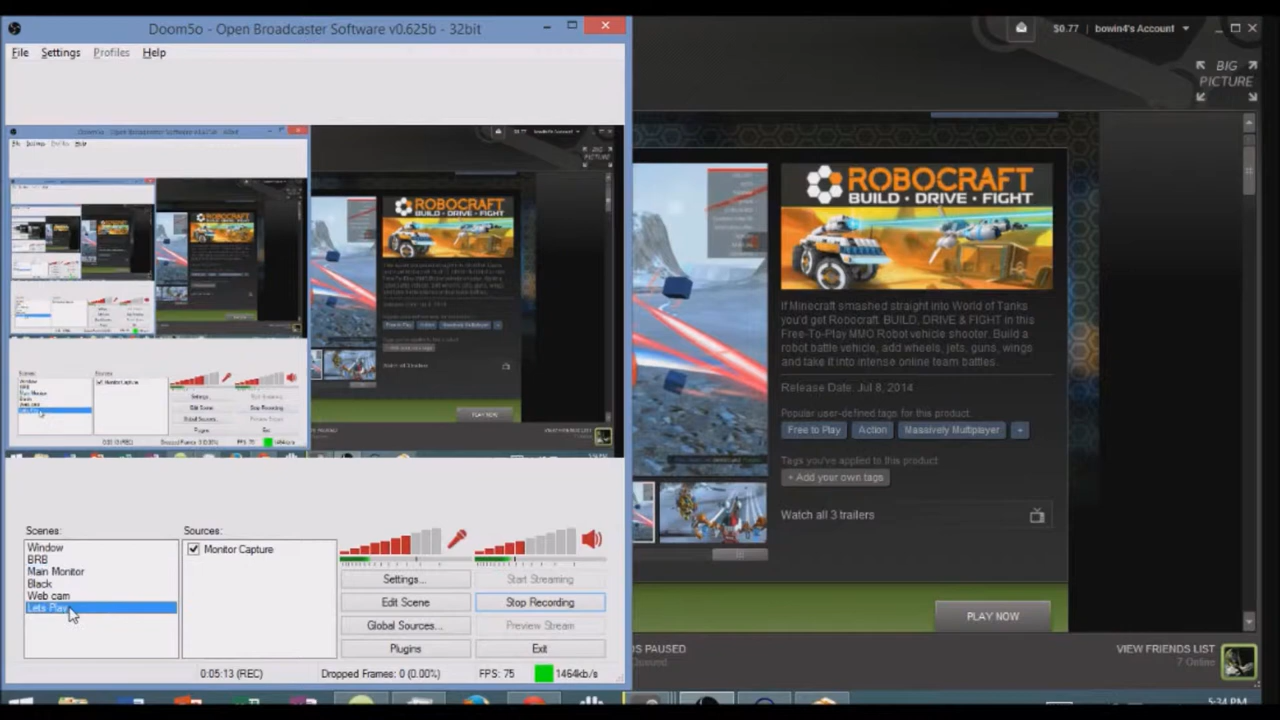 Doom5o - Open Broadcaster Software v0.625b - 32bit
File Settings Profiles Help
$0.77 | bowin4's Account
BIG
PICTURE
ROBOCRAFT
BUILD • DRIVE • FIGHT
If Minecraft smashed straight into World of Tanks
you'd get Robocraft. BUILD, DRIVE & FIGHT in this
Free-To-Play MMO Robot vehicle shooter. Build a
robot battle vehicle, add wheels, jets, guns, wings
and take it into intense online team battles.
Release Date: Jul 8, 2014
Popular user-defined tags for this product:
Free to Play Action Massively Multiplayer +
Tags you've applied to this product:
+ Add your own tags
Watch all 3 trailers
PLAY NOW
VIEW FRIENDS LIST
7 Online
Scenes:
Window
BRB
Main Monitor
Black
Web cam
Lets Play
Sources:
Monitor Capture
Settings... Start Streaming
Edit Scene Stop Recording
Global Sources... Preview Stream
Plugins Exit
0:05:13 (REC) Dropped Frames: 0 (0.00%) FPS: 75 1464kb/s
PAUSED
5:34 PM